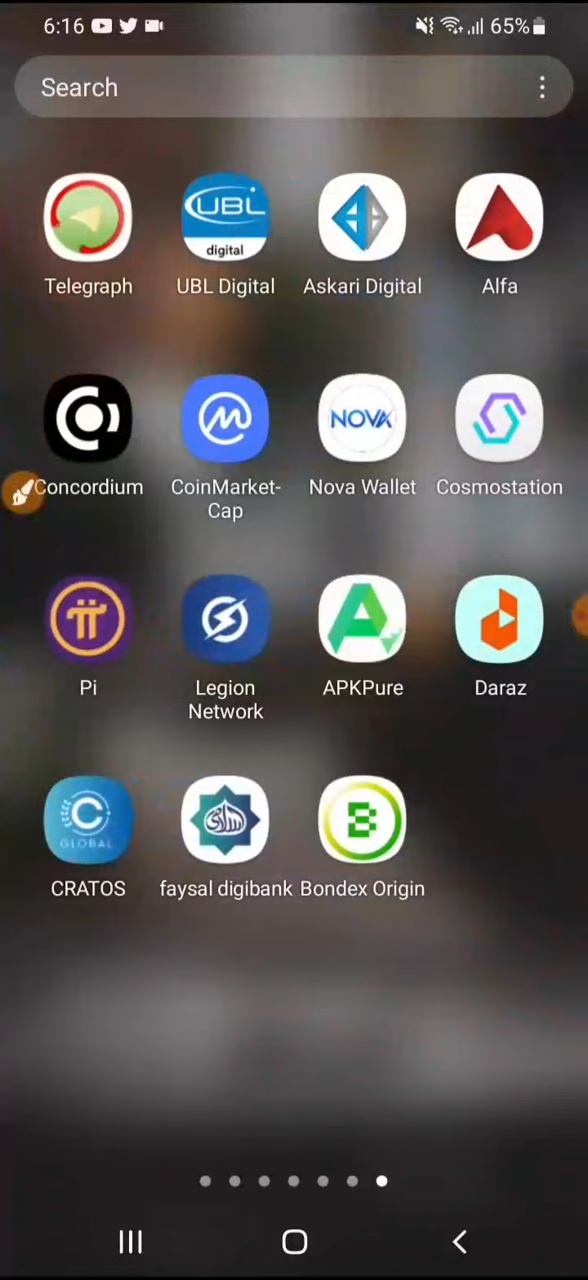 6:16 65%
Search
UBL
digital
Telegraph UBL Digital Askari Digital Alfa
NOVA
Concordium CoinMarket-
Cap Nova Wallet Cosmostation
Pi Legion
Network APKPure Daraz
C
GLOBAL
B
CRATOS faysal digibank Bondex Origin